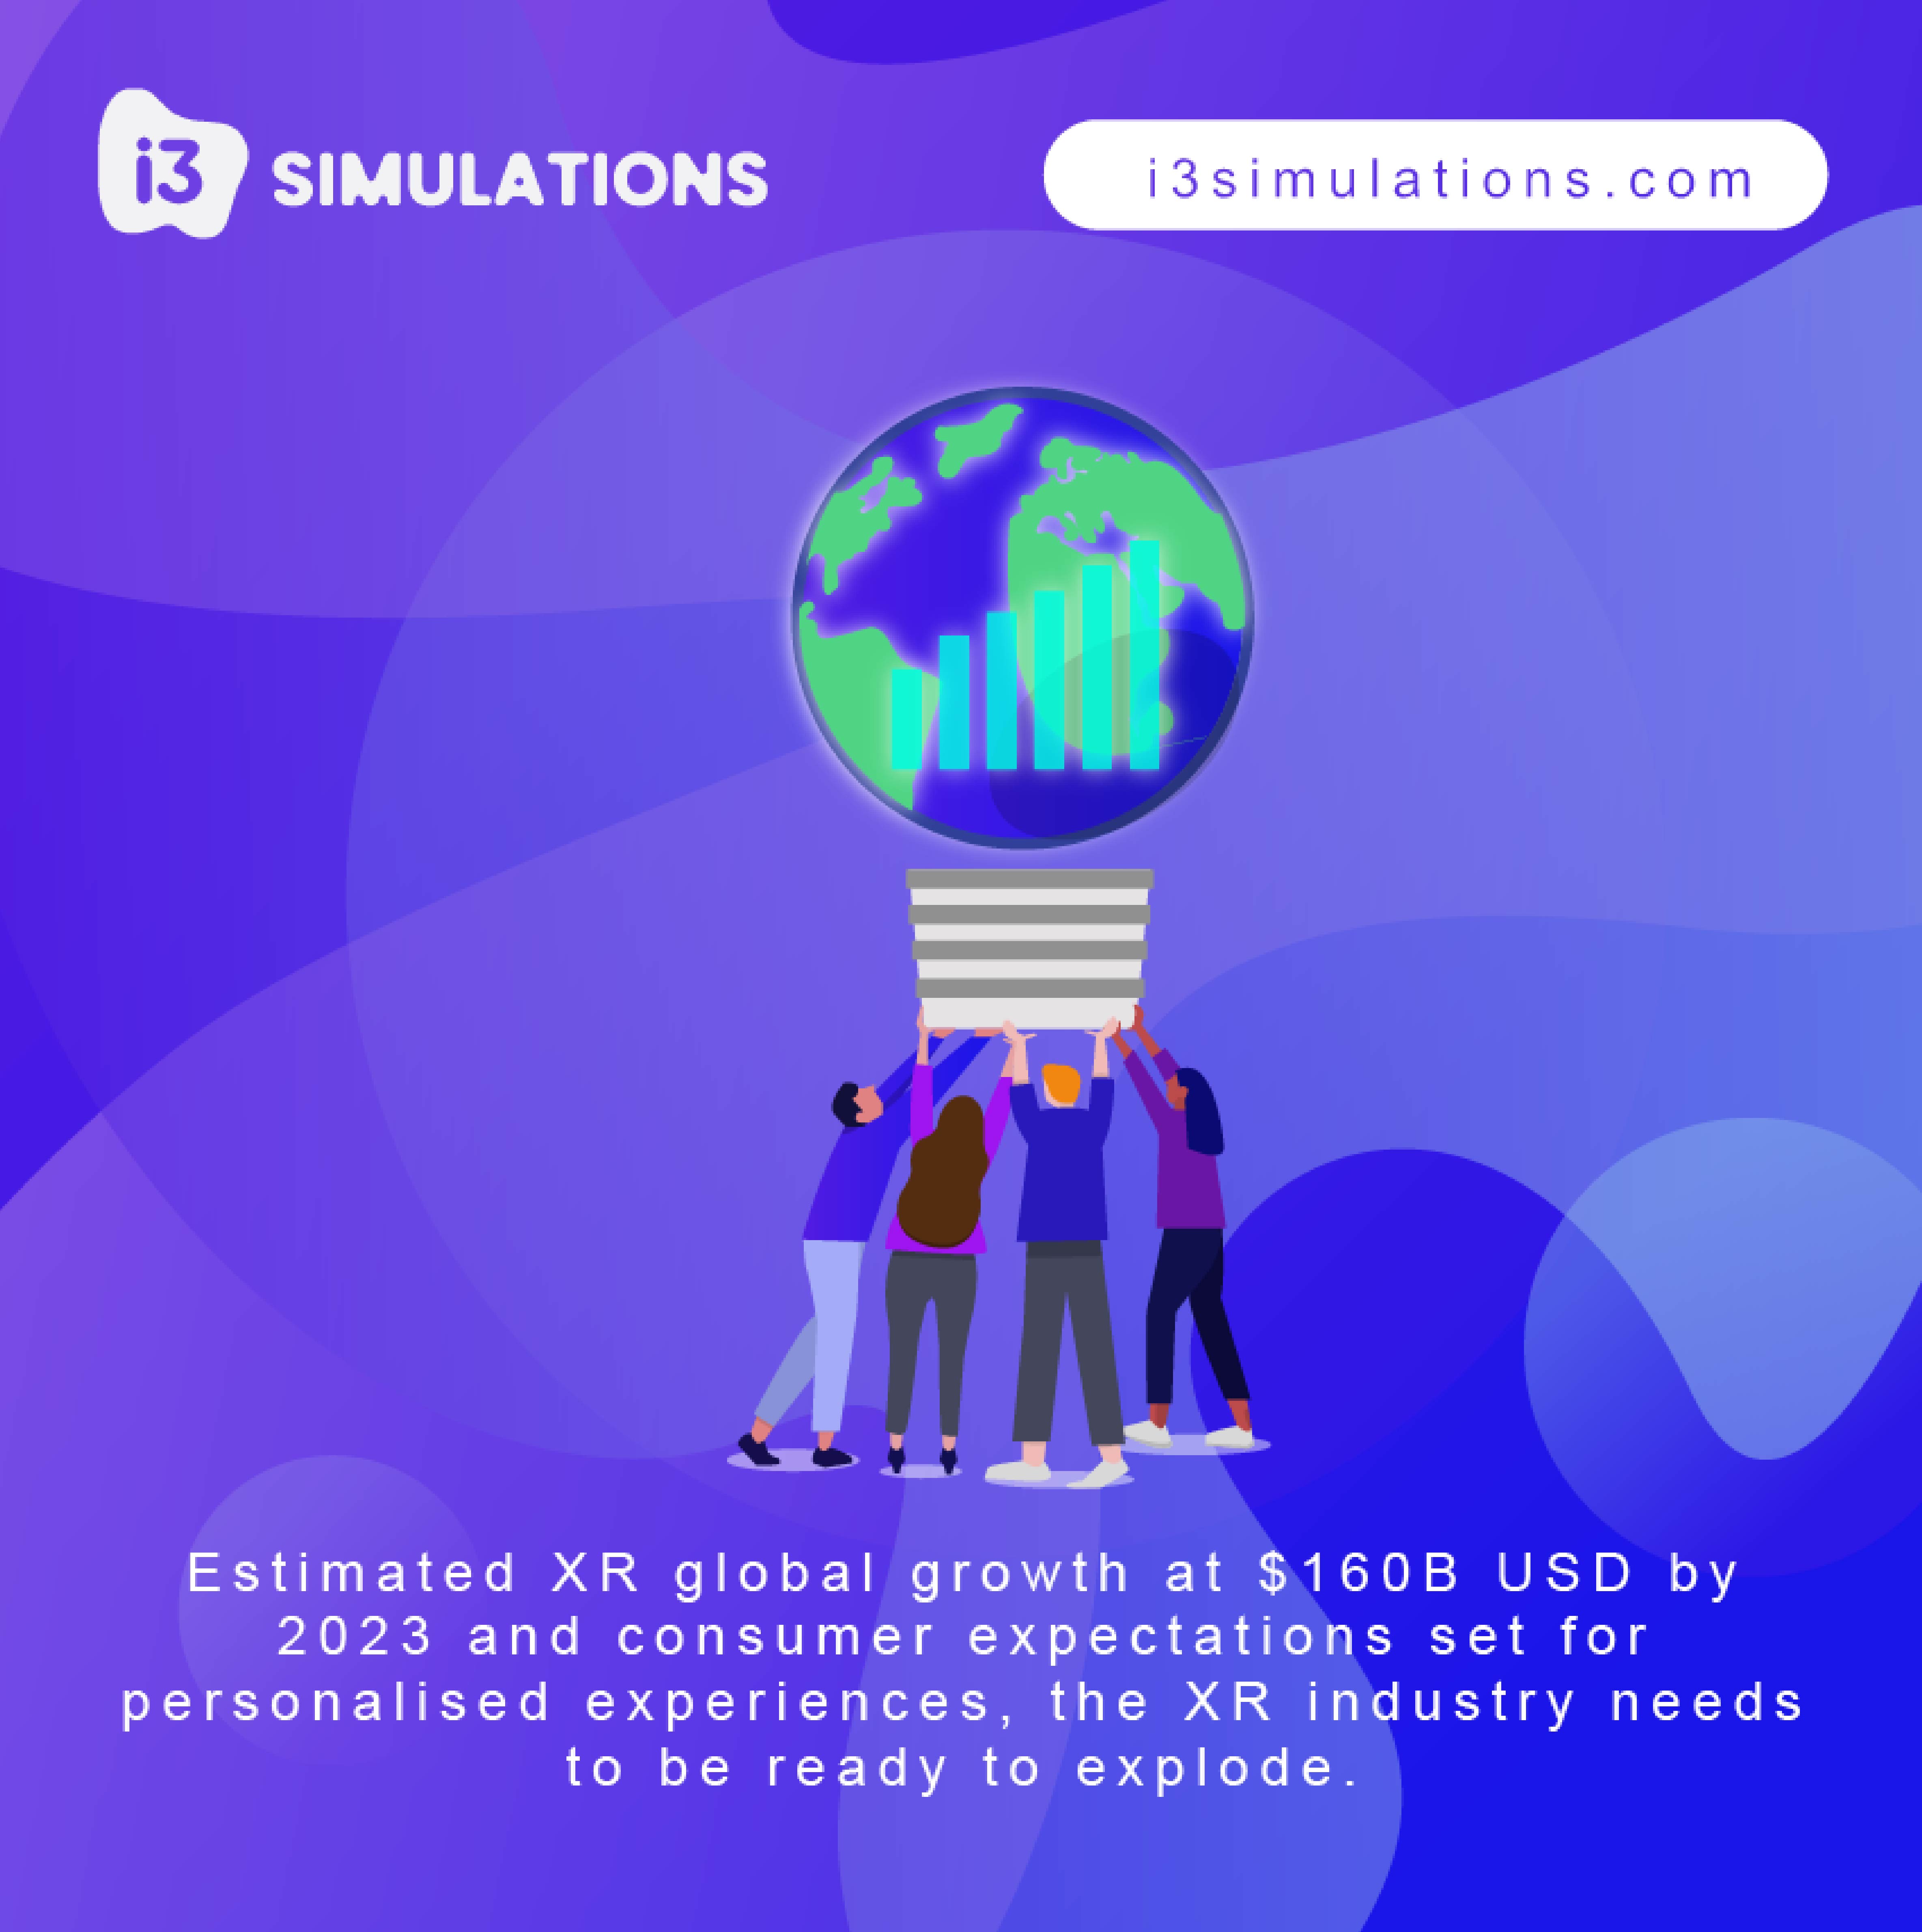 i3 SIMULATIONS
i3simulations.com
Estimated XR global growth at $160B USD by
2023 and consumer expectations set for
personalised experiences, the XR industry needs
to be ready to explode.